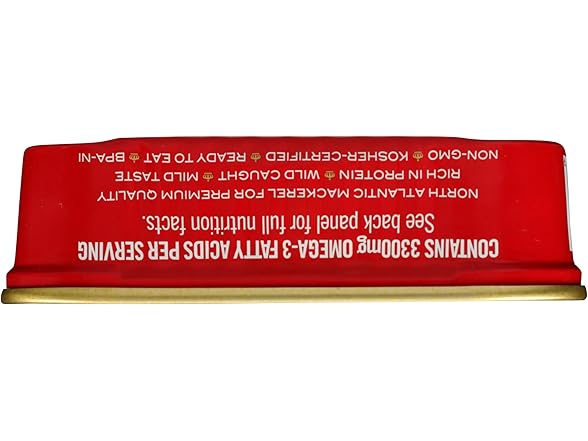 CONTAINS 3300mg OMEGA-3 FATTY ACIDS PER SERVING
See back panel for full nutrition facts.
NORTH ATLANTIC MACKEREL FOR PREMIUM QUALITY
RICH IN PROTEIN WILD CAUGHT MILD TASTE
NON-GMO KOSHER-CERTIFIED READY TO EAT BPA-NI